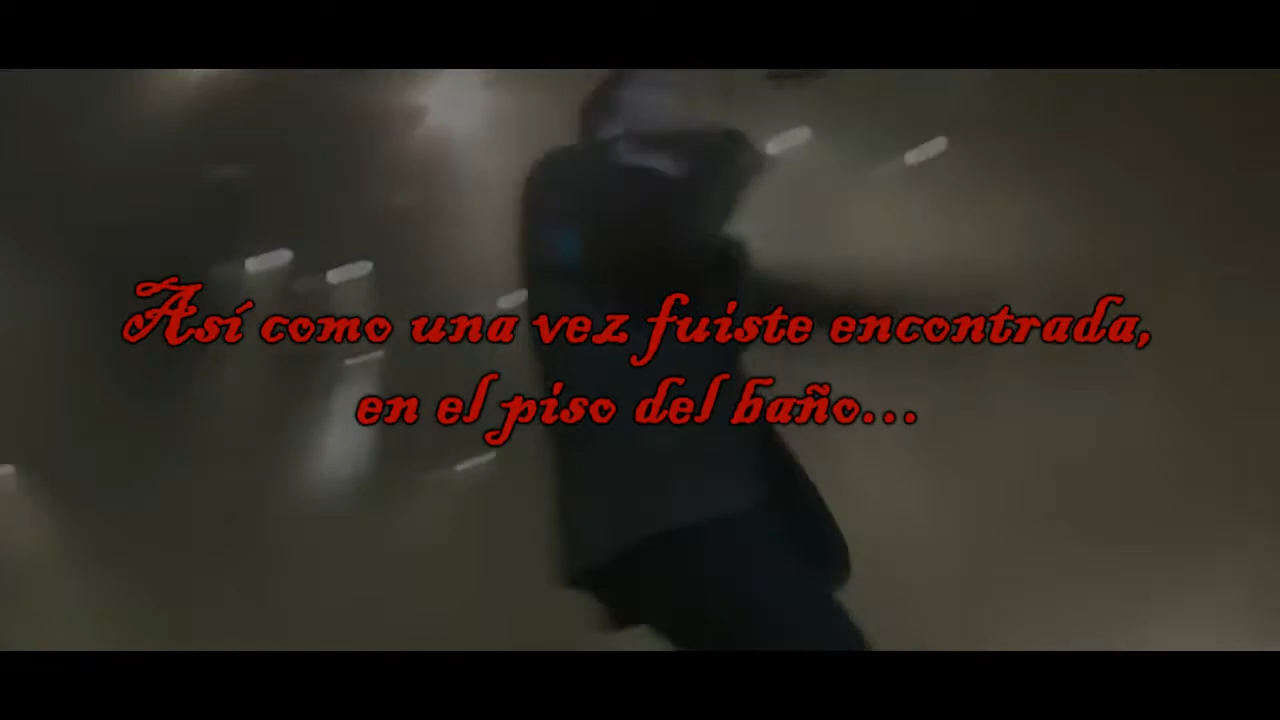 Así como una vez fuiste encontrada,
en el piso del baño...